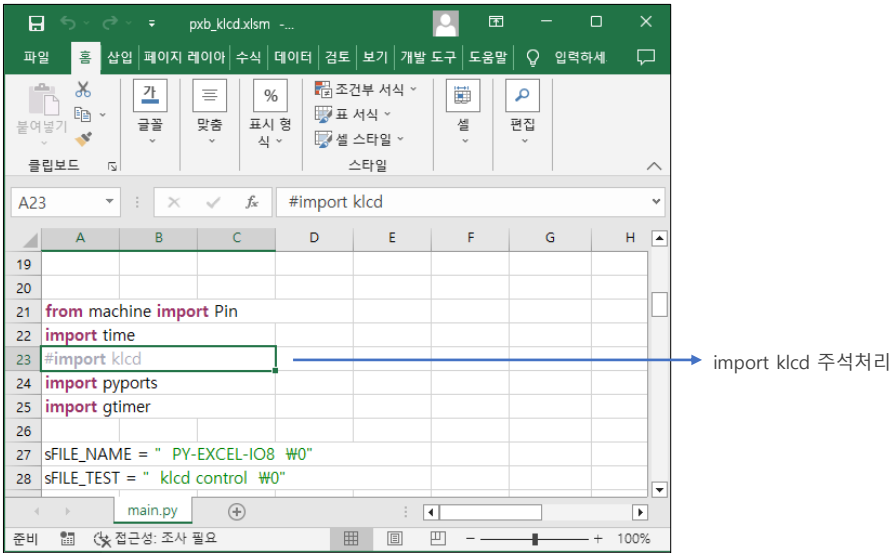 pxb_klcd.xlsm -...
파일 홈 삽입 페이지 레이아 수식 데이터 검토 보기 개발 도구 도움말 입력하세
붙여넣기
가
글꼴
맞춤
%
표시 형식
조건부 서식
표 서식
셀 스타일
셀
편집
클립보드
스타일
A23 fx #import klcd
A B C D E F G H
19
20
21 from machine import Pin
22 import time
23 #import klcd
import klcd 주석처리
24 import pyports
25 import gtimer
26
27 sFILE_NAME = " PY-EXCEL-IO8 ₩0"
28 sFILE_TEST = " klcd control ₩0"
main.py
준비 접근성: 조사 필요 100%